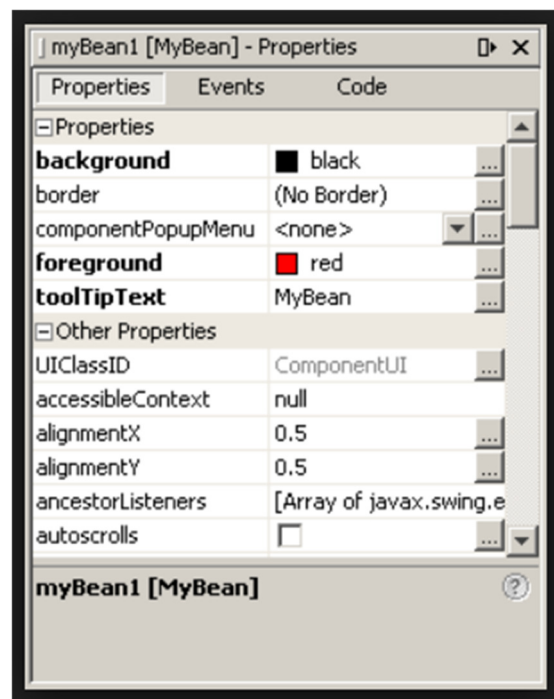 myBean1 [MyBean] - Properties
Properties Events Code
Properties
background black ...
border (No Border) ...
componentPopupMenu <none> ...
foreground red ...
toolTipText MyBean ...
Other Properties
UIClassID ComponentUI ...
accessibleContext null
alignmentX 0.5 ...
alignmentY 0.5 ...
ancestorListeners [Array of javax.swing.e
autoscrolls ...
myBean1 [MyBean] ?